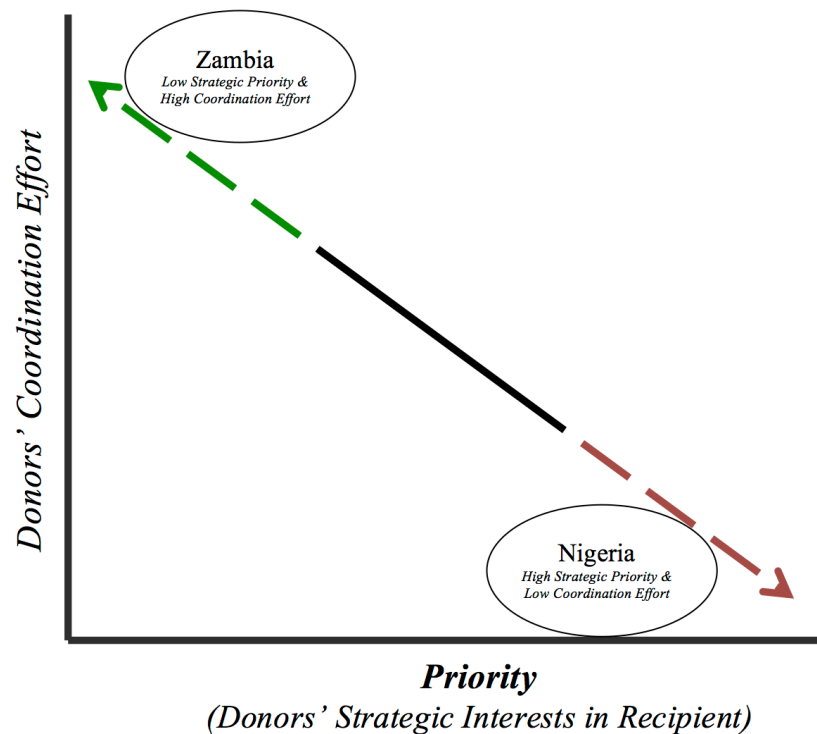 Zambia
Low Strategic Priority &
High Coordination Effort
Donors’ Coordination Effort
Nigeria
High Strategic Priority &
Low Coordination Effort
Priority
(Donors’ Strategic Interests in Recipient)